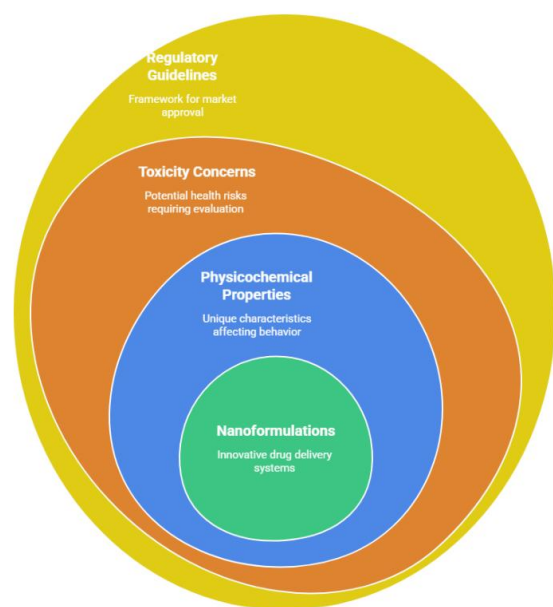 Regulatory
Guidelines
Framework for market
approval
Toxicity Concerns
Potential health risks
requiring evaluation
Physicochemical
Properties
Unique characteristics
affecting behavior
Nanoformulations
Innovative drug delivery
systems